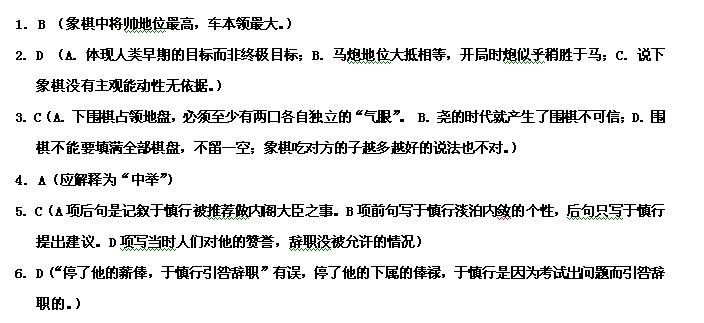 1. B (象棋中将帅地位最高，车本领最大。)
2. D (A. 体现人类早期的目标而非终极目标；B. 马炮地位大抵相等，开局时炮似乎稍胜于马；C. 说下
象棋没有主观能动性无依据。)
3. C(A. 下围棋占领地盘，必须至少有两口各自独立的“气眼”。 B. 尧的时代就产生了围棋不可信；D. 围
棋不能要填满全部棋盘，不留一空；象棋吃对方的子越多越好的说法也不对。)
4. A (应解释为“中举”)
5. C(A 项后句是记叙于慎行被推荐做内阁大臣之事。B 项前句写于慎行淡泊内敛的个性，后句只写于慎行
提出建议。D 项写当时人们对他的赞誉，辞职没被允许的情况)
6. D(“停了他的薪俸，于慎行引咎辞职”有误，停了他的下属的俸禄，于慎行是因为考试出问题而引咎辞
职的。)